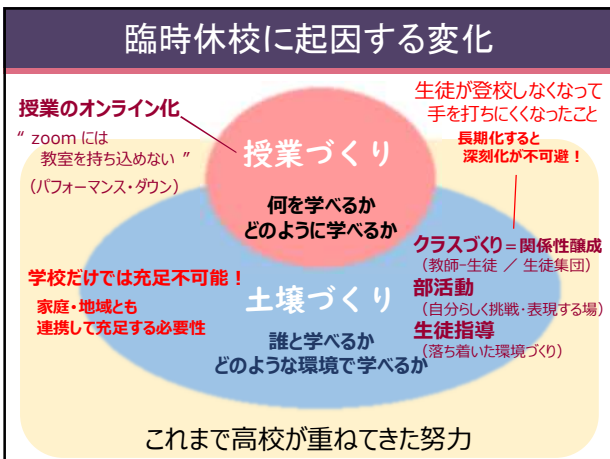 臨時休校に起因する変化
授業のオンライン化
“ zoom には
教室を持ち込めない ”
(パフォーマンス・ダウン)
生徒が登校しなくなって
手を打ちにくくなったこと
長期化すると
深刻化が不可避！
授業づくり
何を学べるか
どのように学べるか
クラスづくり＝関係性醸成
(教師-生徒 ／ 生徒集団)
部活動
(自分らしく挑戦・表現する場)
生徒指導
(落ち着いた環境づくり)
学校だけでは充足不可能！
家庭・地域とも
連携して充足する必要性
土壌づくり
誰と学べるか
どのような環境で学べるか
これまで高校が重ねてきた努力